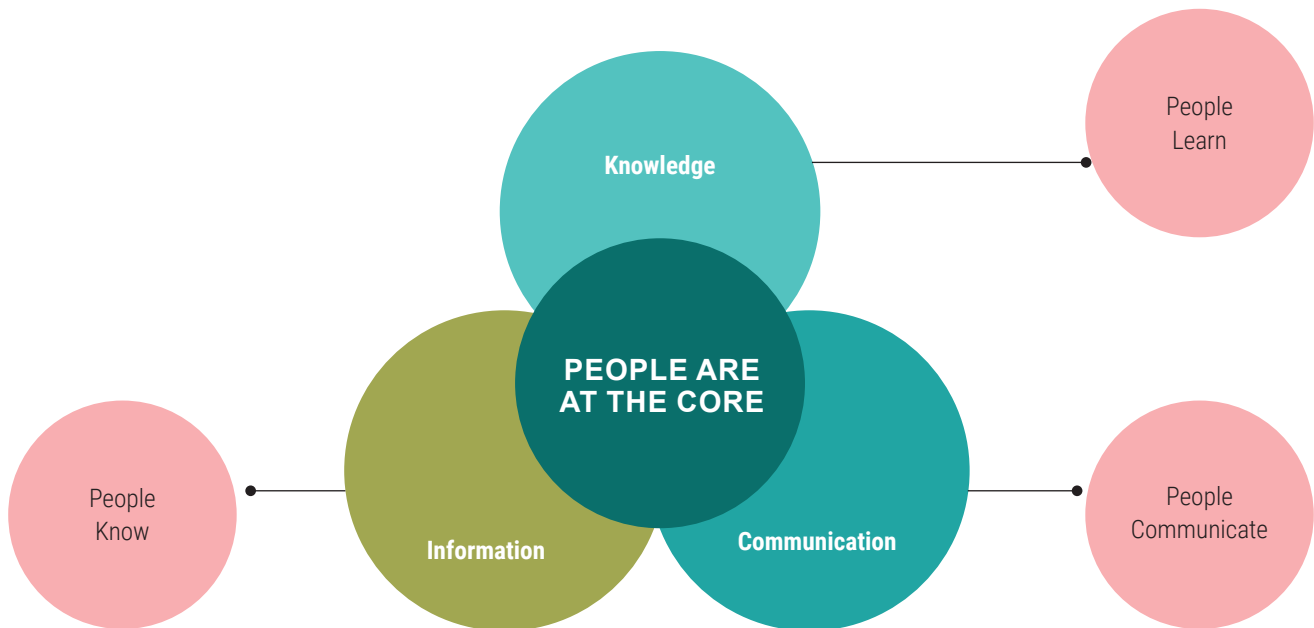 People
Learn
Knowledge
PEOPLE ARE
AT THE CORE
People
Know
Information
Communication
People
Communicate